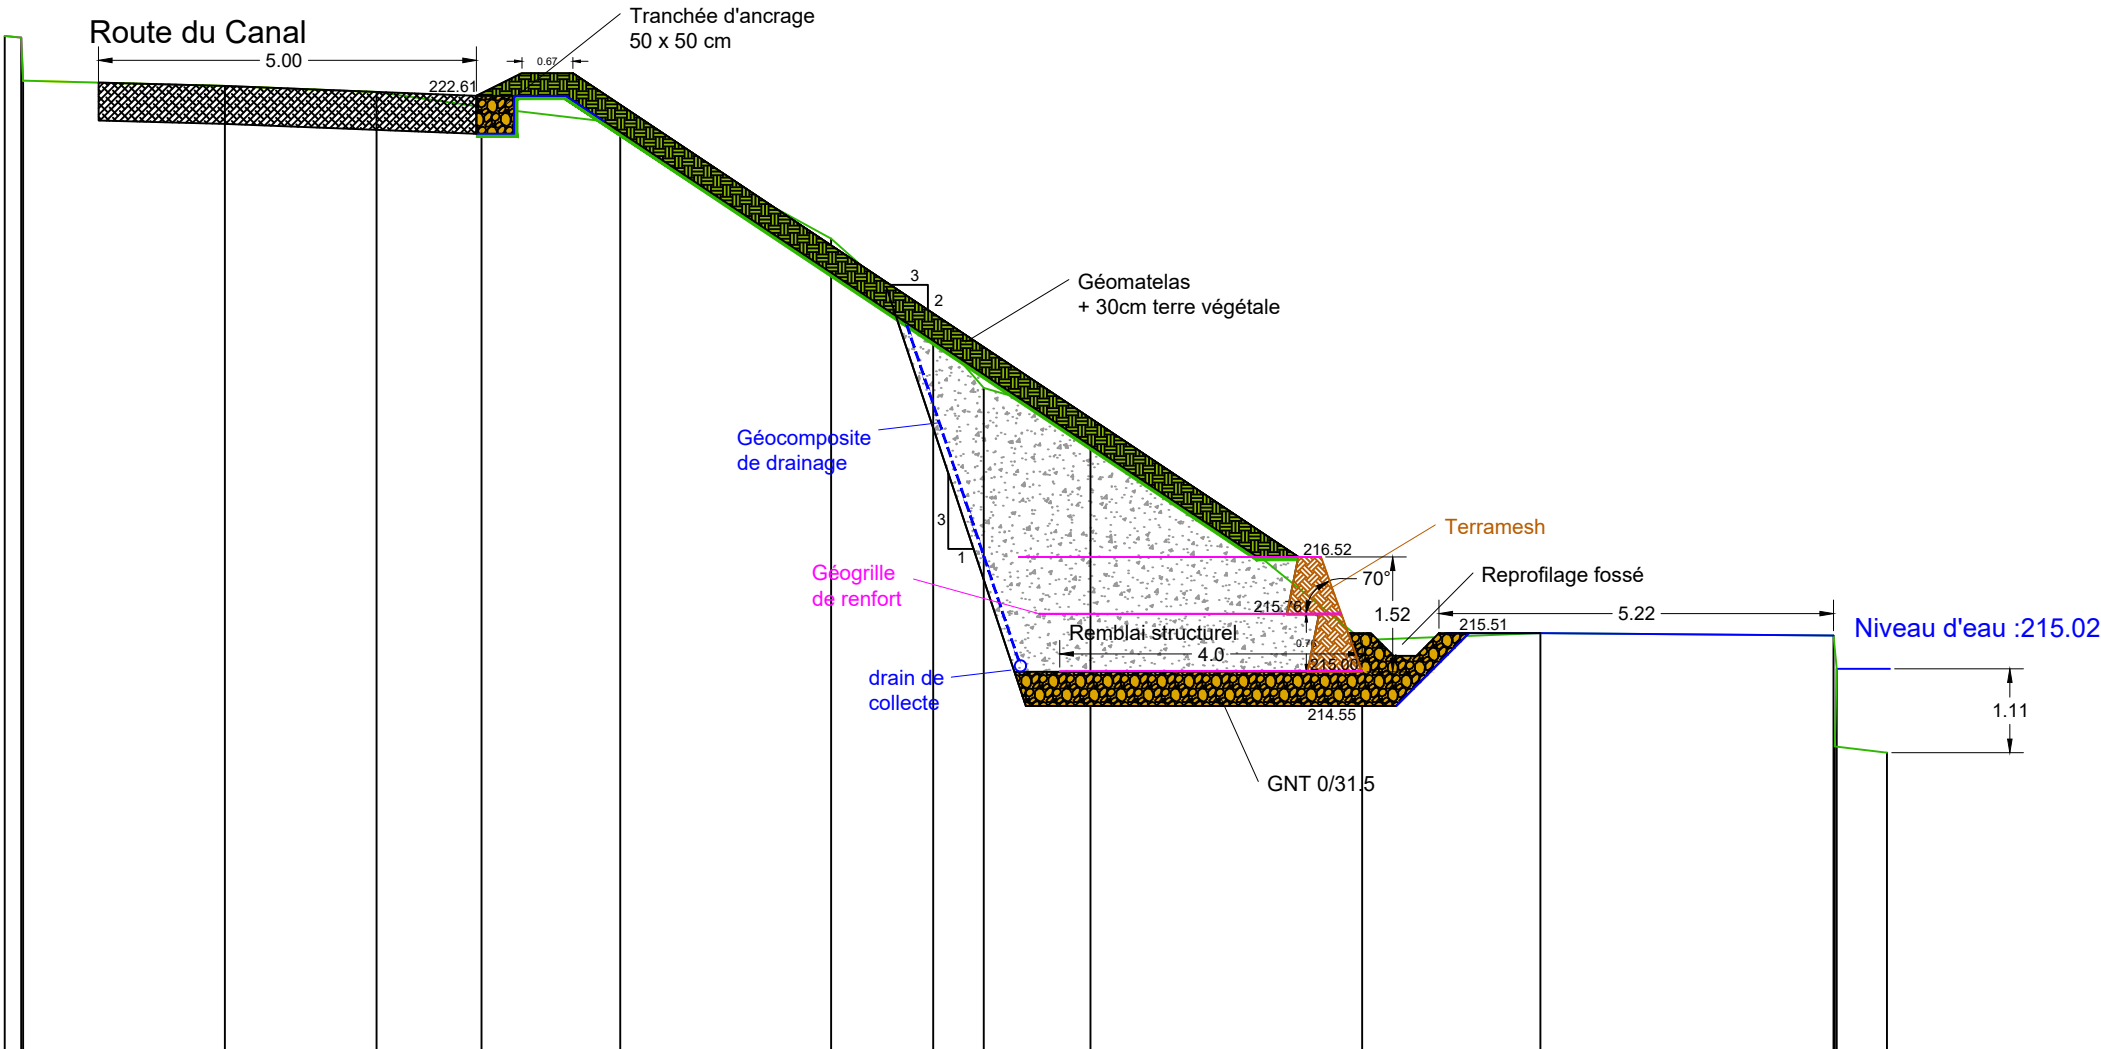 Route du Canal
5.00
222.61
0.67
Tranchée d'ancrage
50 x 50 cm
3
2
Géomatelas
+ 30cm terre végétale
Géocomposite
de drainage
3
1
Géogrille
de renfort
Terramesh
216.52
70°
Reprofilage fossé
215.76
1.52
5.22
215.51
Niveau d'eau :215.02
Remblai structurel
4.0
0.76
215.00
drain de
collecte
214.55
1.11
GNT 0/31.5